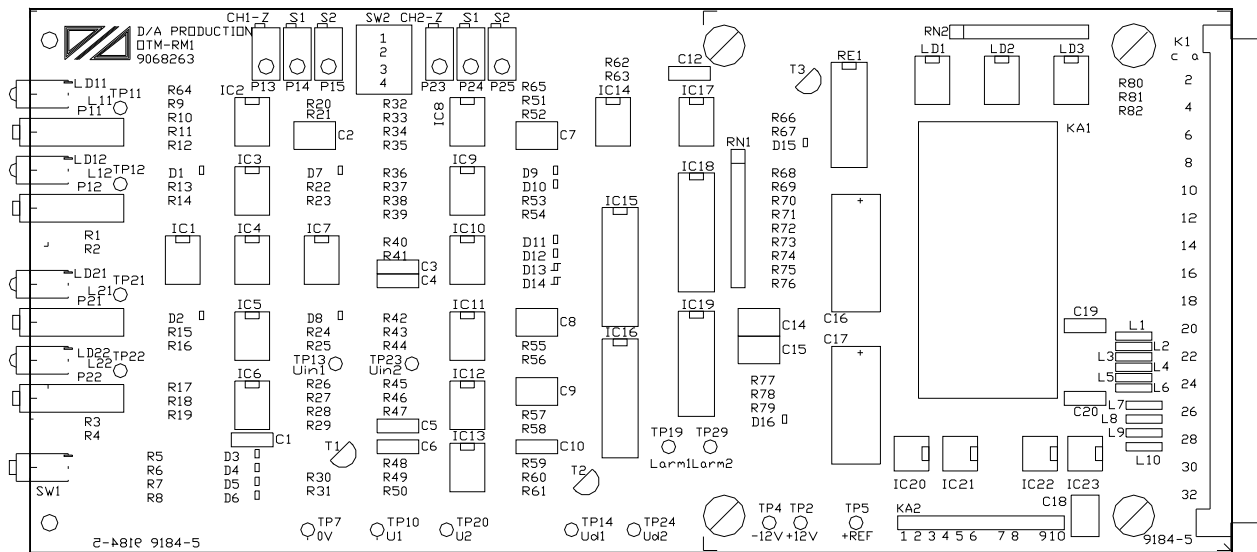 D/A PRODUCTION
OTM-RM1
9068263
CH1-Z S1 S2 SW2 CH2-Z S1 S2
1
2
3
4
P13 P14 P15 P23 P24 P25
C12
RN2
LD1 LD2 LD3
K1
c a
2
4
6
8
10
12
14
16
18
20
22
24
26
28
30
32
LD11
L11
TP11
P11
LD12
L12
TP12
P12
R1
R2
LD21
L21
TP21
P21
LD22
L22
TP22
P22
R3
R4
SW1
R64
R9
R10
R11
R12
D1
R13
R14
IC1
D2
R15
R16
R17
R18
R19
R5
R6
R7
R8
IC2
IC3
IC4
IC5
IC6
C1
D3
D4
D5
D6
R20
R21
C2
D7
R22
R23
IC7
D8
R24
R25
TP13
Uin1
R26
R27
R28
R29
T1
R30
R31
R32
R33
R34
R35
R36
R37
R38
R39
R40
R41
C3
C4
R42
R43
R44
TP23
Uin2
R45
R46
R47
C5
C6
R48
R49
R50
IC8
IC9
IC10
IC11
IC12
IC13
R65
R51
R52
C7
D9
D10
R53
R54
D11
D12
D13
D14
C8
R55
R56
C9
R57
R58
C10
R59
R60
R61
T2
R62
R63
IC14
IC15
IC16
IC17
IC18
IC19
RN1
TP19 TP29
Larm1 Larm2
T3
R66
R67
D15
R68
R69
R70
R71
R72
R73
R74
R75
R76
C14
C15
R77
R78
R79
D16
RE1
+
C16
C17
+
KA1
R80
R81
R82
C19
L1
L2
L3
L4
L5
L6
C20
L7
L8
L9
L10
IC20 IC21 IC22 IC23
C18
KA2
1 2 3 4 5 6 7 8 9 10
TP7
0V
TP10
U1
TP20
U2
TP14
Ud1
TP24
Ud2
TP4
-12V
TP2
+12V
TP5
+REF
9184-5
9184-5 9184-5